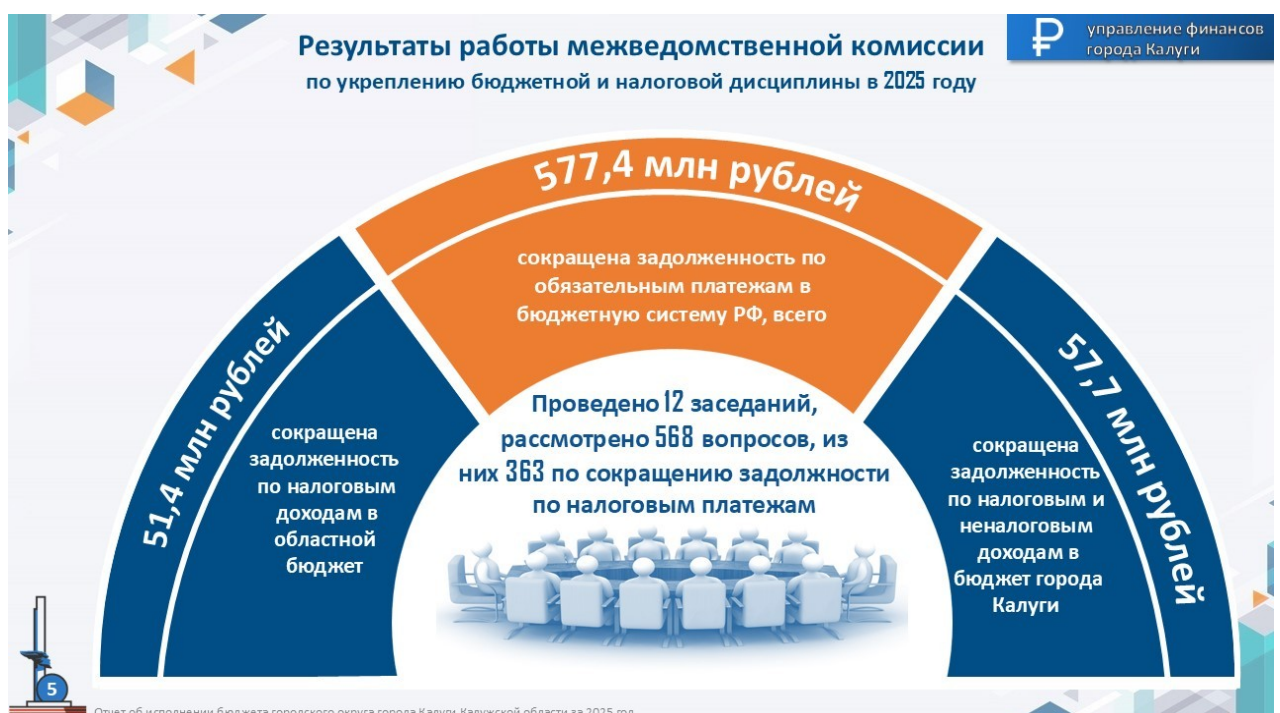 Результаты работы межведомственной комиссии
по укреплению бюджетной и налоговой дисциплины в 2025 году
управление финансов
города Калуги
577,4 млн рублей
сокращена задолженность по
обязательным платежам в
бюджетную систему РФ, всего
51,4 млн рублей
сокращена
задолженность
по налоговым
доходам в
областной
бюджет
Проведено 12 заседаний,
рассмотрено 568 вопросов, из
них 363 по сокращению задолжности
по налоговым платежам
57,7 млн рублей
сокращена
задолженность
по налоговым и
неналоговым
доходам в
бюджет города
Калуги
5
Отчет об исполнении бюджета городского округа города Калуги Калужской области за 2025 год